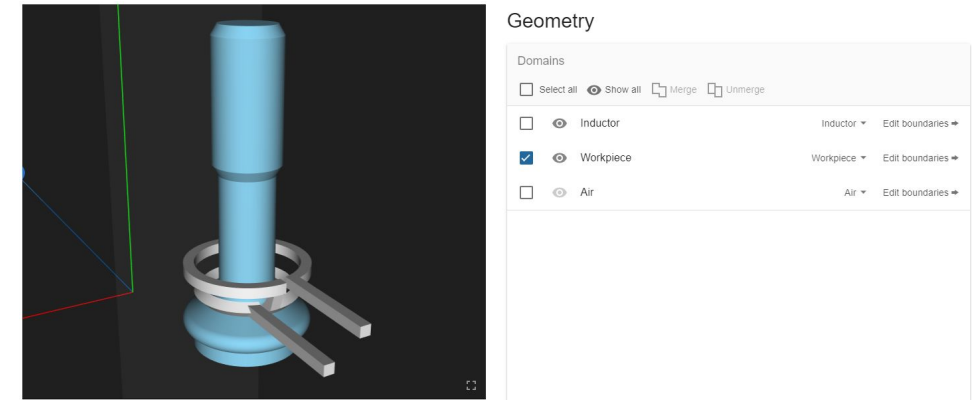 Geometry
Domains
Select all Show all Merge Unmerge
Inductor Inductor Edit boundaries
Workpiece Workpiece Edit boundaries
Air Air Edit boundaries